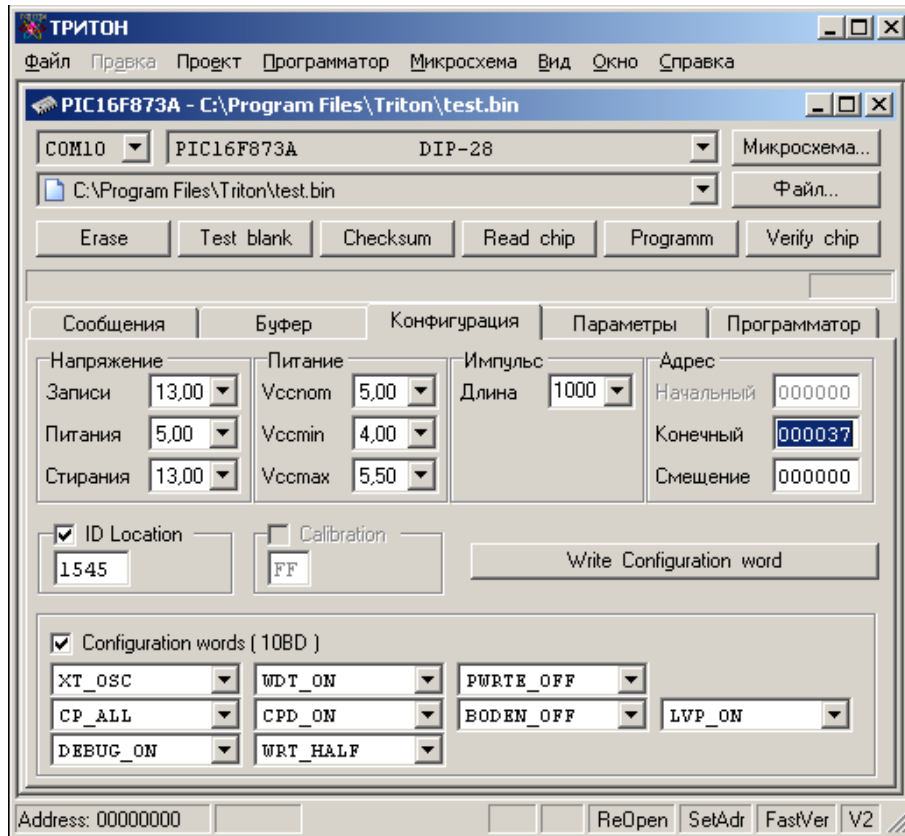 ТРИТОН
Файл Правка Проект Программатор Микросхема Вид Окно Справка
PIC16F873A - C:\Program Files\Triton\test.bin
COM10 PIC16F873A DIP-28 Микросхема...
C:\Program Files\Triton\test.bin Файл...
Erase Test blank Checksum Read chip Programm Verify chip
Сообщения Буфер Конфигурация Параметры Программатор
Напряжение Питание Импульс Адрес
Записи 13,00 Vccnom 5,00 Длина 1000 Начальный 000000
Питания 5,00 Vccmin 4,00 Конечный 000037
Стирания 13,00 Vccmax 5,50 Смещение 000000
ID Location Calibration
1545 FF Write Configuration word
Configuration words ( 10BD )
XT_OSC WDT_ON PWRTE_OFF
CP_ALL CPD_ON BODEN_OFF LVP_ON
DEBUG_ON WRT_HALF
Address: 00000000 ReOpen SetAdr FastVer V2